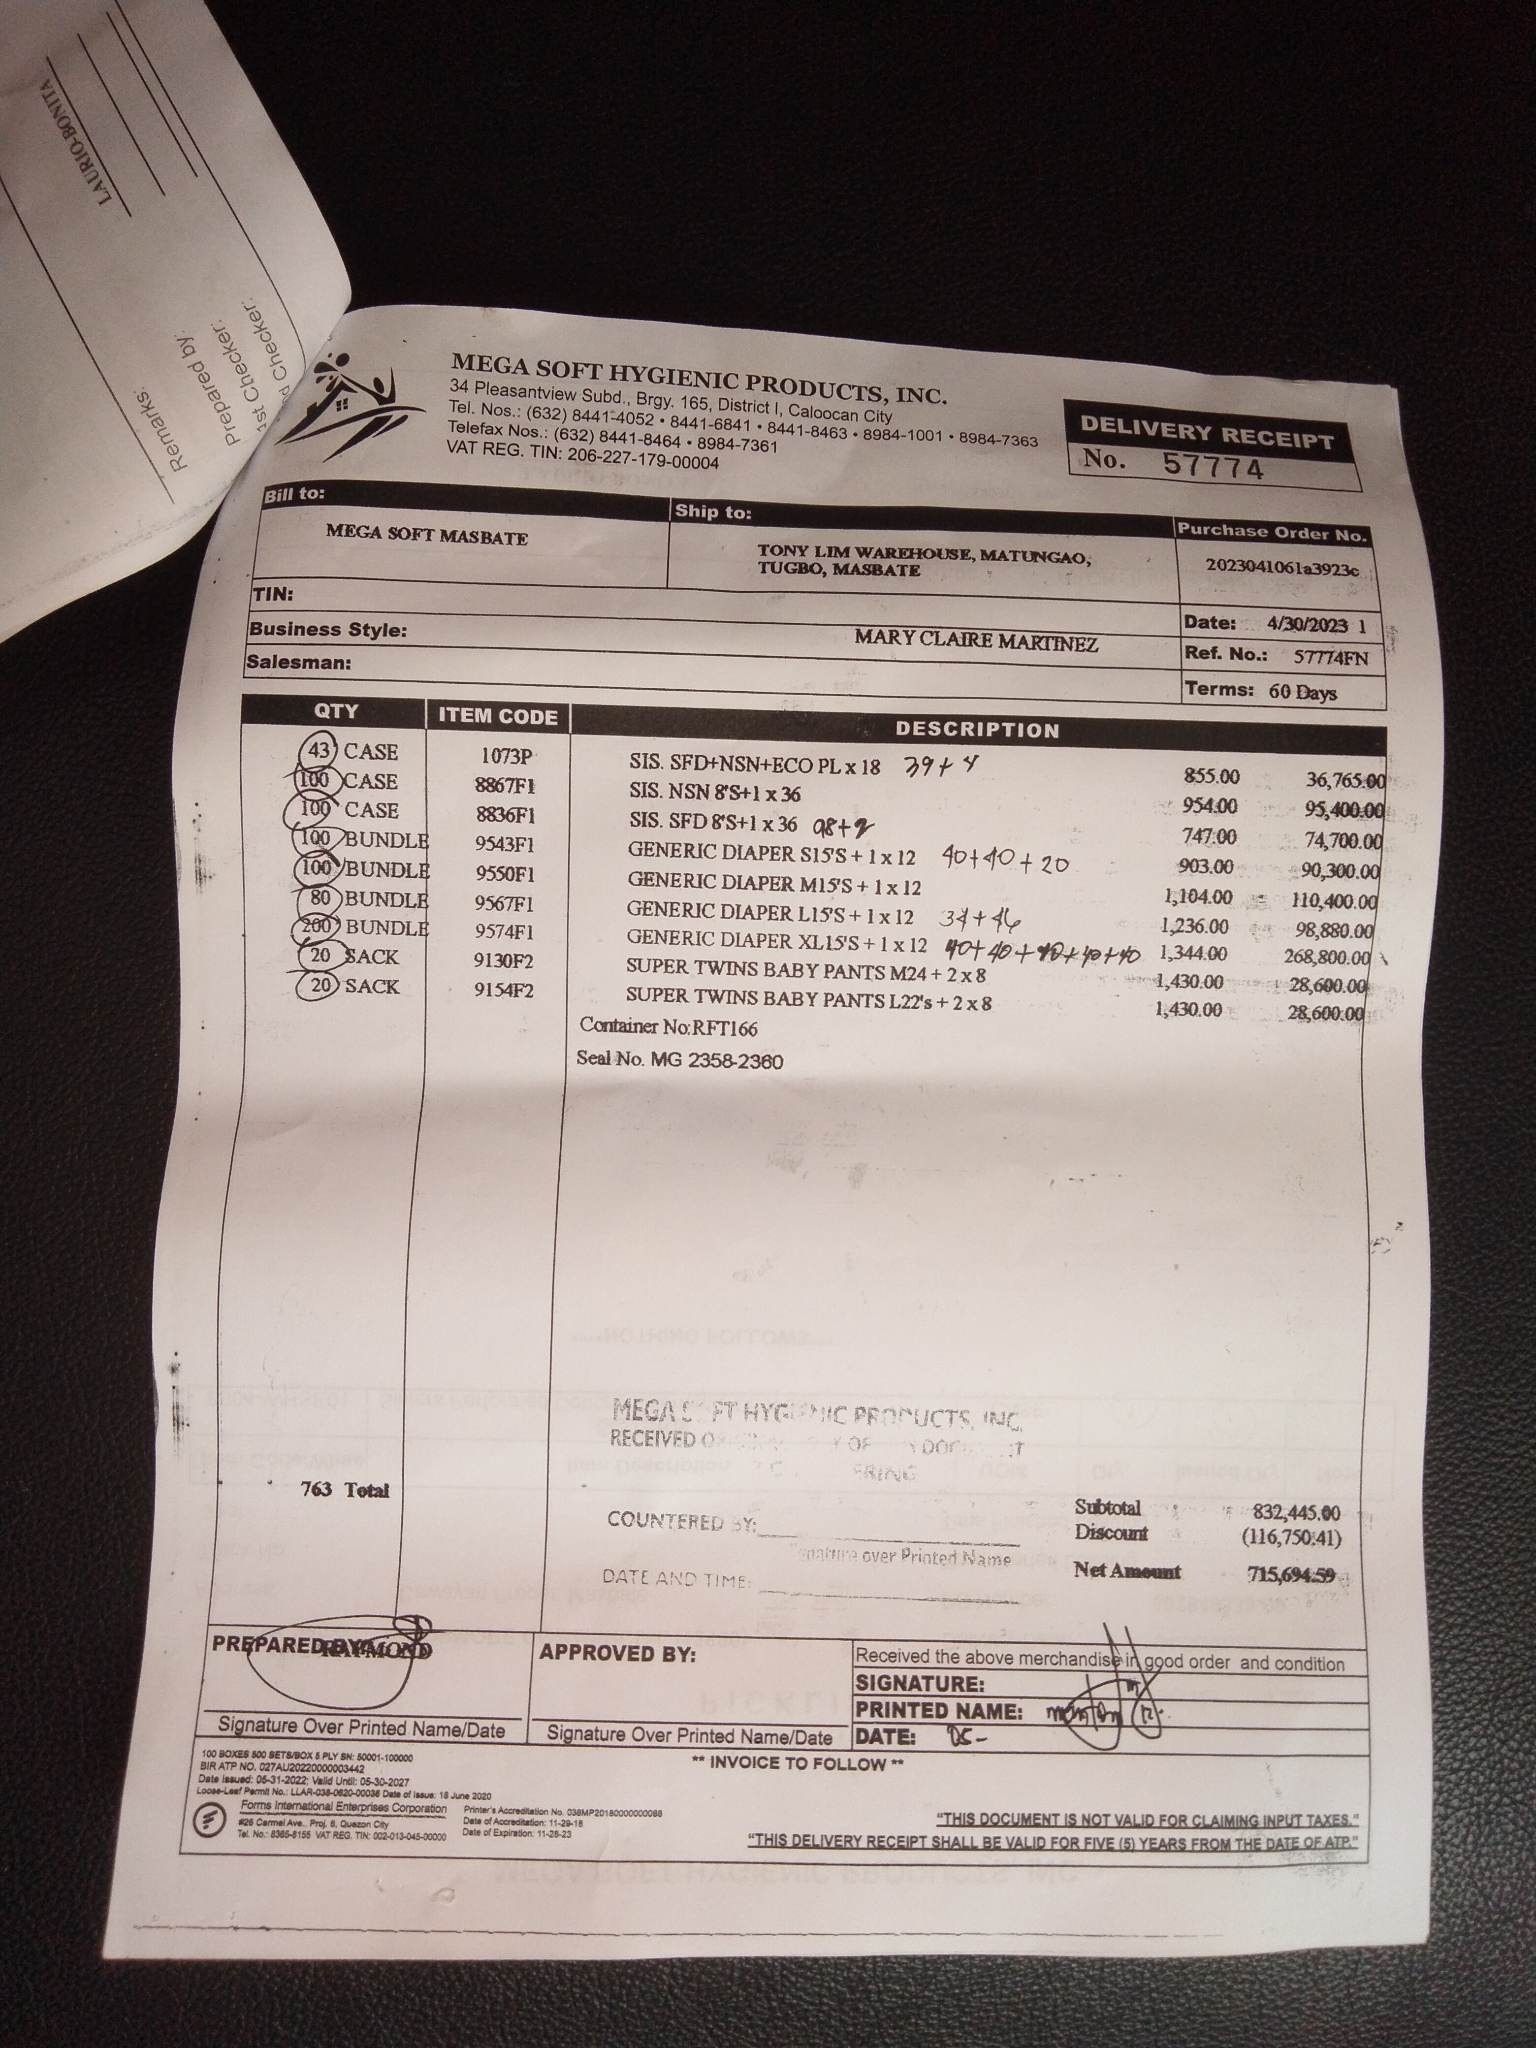 LAURIO-BONITA
Remarks:
Prepared by:
1st Checker:
d Checker:
MEGA SOFT HYGIENIC PRODUCTS, INC.
34 Pleasantview Subd., Brgy. 165, District I, Caloocan City
Tel. Nos.: (632) 8441-4052 • 8441-6841 • 8441-8463 • 8984-1001 • 8984-7363
Telefax Nos.: (632) 8441-8464 • 8984-7361
VAT REG. TIN: 206-227-179-00004
DELIVERY RECEIPT
No. 57774
Bill to: Ship to: Purchase Order No.
MEGA SOFT MASBATE TONY LIM WAREHOUSE, MATUNGAO, 2023041061a3923c
TUGBO, MASBATE
TIN: Date: 4/30/2023 1
Business Style: MARY CLAIRE MARTINEZ Ref. No.: 57774FN
Salesman: Terms: 60 Days
QTY ITEM CODE DESCRIPTION
43 CASE 1073P SIS. SFD+NSN+ECO PL x 18 39+4 855.00 36,765.00
100 CASE 8867F1 SIS. NSN 8'S+1 x 36 954.00 95,400.00
100 CASE 8836F1 SIS. SFD 8'S+1 x 36 98+2 747.00 74,700.00
100 BUNDLE 9543F1 GENERIC DIAPER S15'S + 1 x 12 40+40+20 903.00 90,300.00
100 BUNDLE 9550F1 GENERIC DIAPER M15'S + 1 x 12 1,104.00 110,400.00
80 BUNDLE 9567F1 GENERIC DIAPER L15'S + 1 x 12 34+46 1,236.00 98,880.00
200 BUNDLE 9574F1 GENERIC DIAPER XL15'S + 1 x 12 40+40+40+40+40 1,344.00 268,800.00
20 SACK 9130F2 SUPER TWINS BABY PANTS M24 + 2 x 8 1,430.00 28,600.00
20 SACK 9154F2 SUPER TWINS BABY PANTS L22's + 2 x 8 1,430.00 28,600.00
Container No:RFT166
Seal No. MG 2358-2360
MEGA S FT HYG NIC PRODUCTS, INC.
RECEIVED
763 Total
COUNTERED BY:
Signature over Printed Name
DATE AND TIME:
Subtotal 832,445.00
Discount (116,750.41)
Net Amount 715,694.59
PREPARED BY: RAYMOND
Signature Over Printed Name/Date
APPROVED BY:
Signature Over Printed Name/Date
Received the above merchandise in good order and condition
SIGNATURE:
PRINTED NAME:
DATE: 05-
** INVOICE TO FOLLOW **
100 BOXES 500 SETS/BOX 5 PLY SN: 50001-100000
BIR ATP NO. 027AU20220000003442
Date Issued: 05-31-2022; Valid Until: 05-30-2027
Loose-Leaf Permit No.: LLAR-038-0620-00036 Date of Issue: 18 June 2020
Forms International Enterprises Corporation
#26 Carmel Ave., Proj. 8, Quezon City
Tel. No.: 8365-8155 VAT REG. TIN: 002-013-045-00000
Printer's Accreditation No. 038MP20180000000088
Date of Accreditation: 11-29-18
Date of Expiration: 11-28-23
"THIS DOCUMENT IS NOT VALID FOR CLAIMING INPUT TAXES."
"THIS DELIVERY RECEIPT SHALL BE VALID FOR FIVE (5) YEARS FROM THE DATE OF ATP."